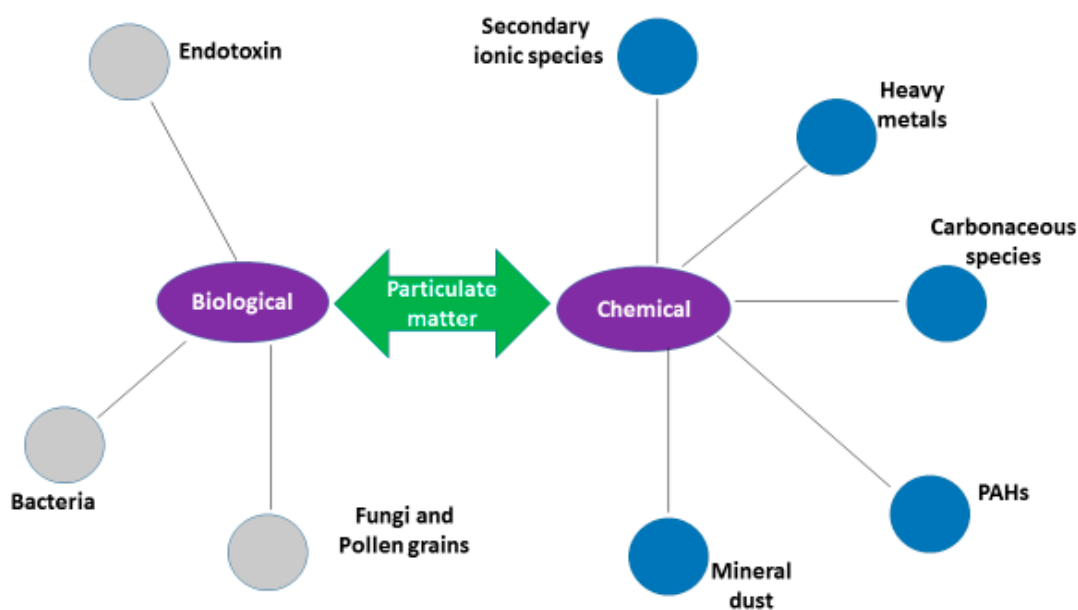 Endotoxin
Secondary
ionic species
Heavy
metals
Carbonaceous
species
Biological
Particulate
matter
Chemical
Bacteria
Fungi and
Pollen grains
PAHs
Mineral
dust